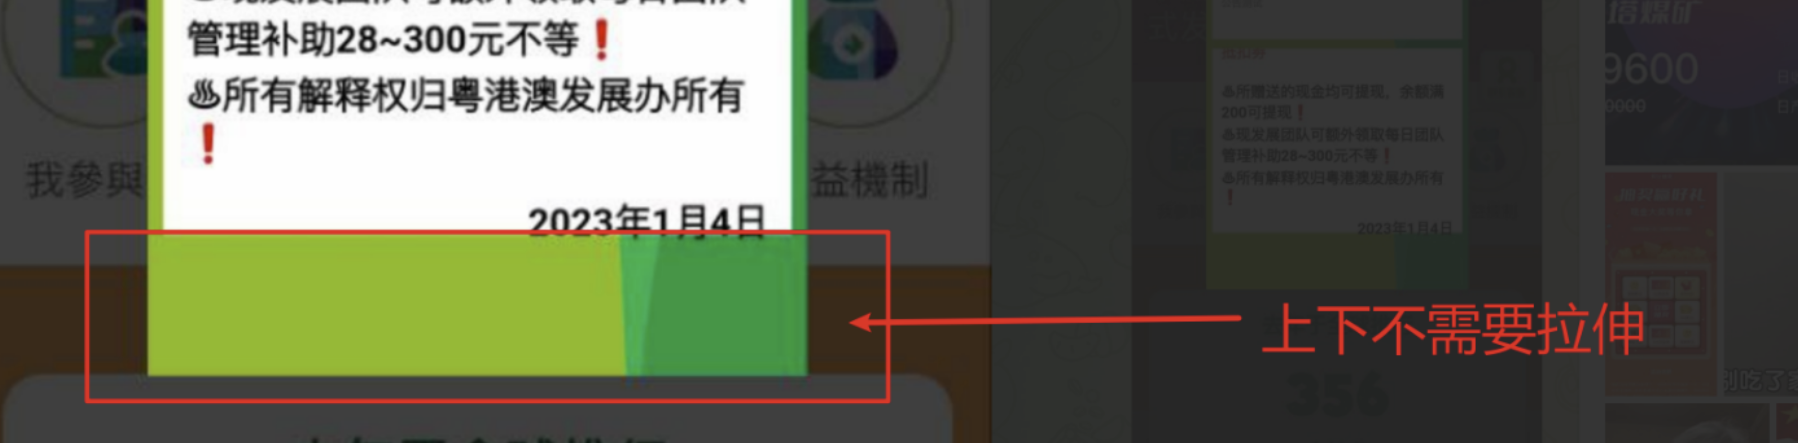 管理补助28~300元不等❗
♨所有解释权归粤港澳发展办所有
❗
2023年1月4日
我參與
益機制
上下不需要拉伸
♨所赠送的现金均可提现，余额满
200可提现❗
♨现发展团队可额外领取每日团队
管理补助28~300元不等❗
♨所有解释权归粤港澳发展办所有
❗
2023年1月4日
356
塔煤矿
9600
别吃了